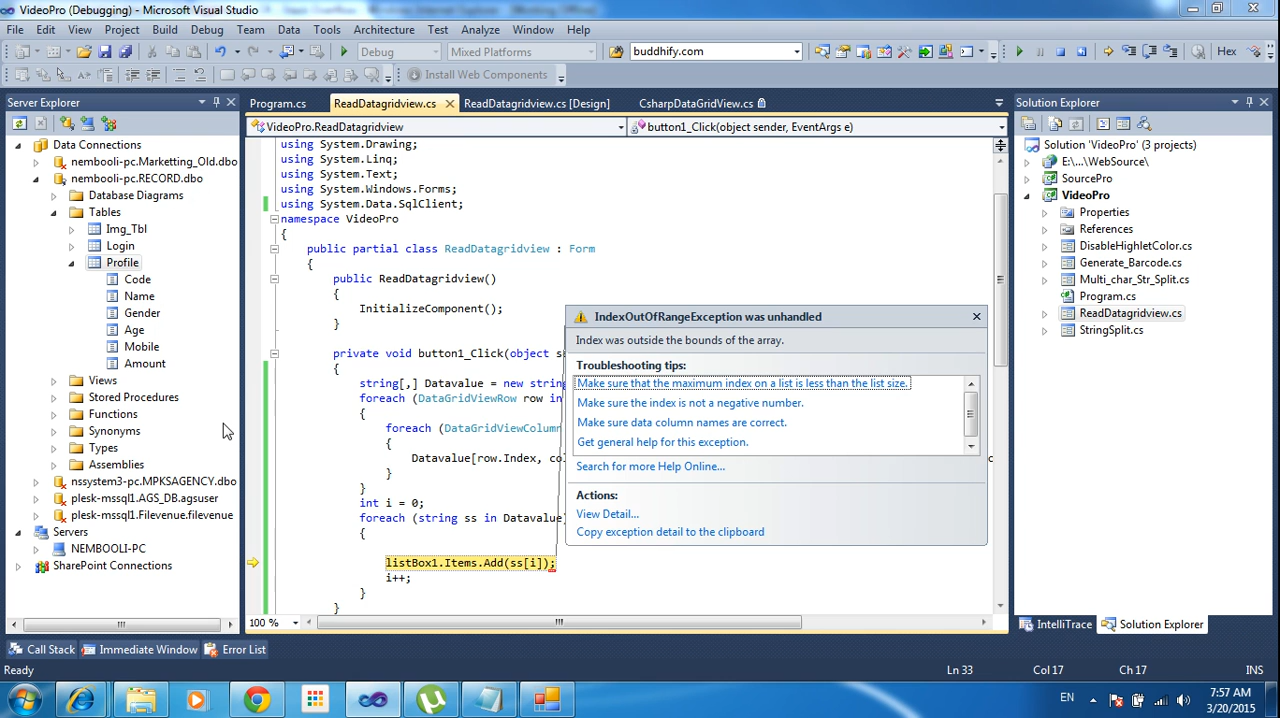 VideoPro (Debugging) - Microsoft Visual Studio
File Edit View Project Build Debug Team Data Tools Architecture Test Analyze Window Help
Debug Mixed Platforms buddhify.com Hex
Install Web Components
Server Explorer
Data Connections
nembooli-pc.Marketting_Old.dbo
nembooli-pc.RECORD.dbo
Database Diagrams
Tables
Img_Tbl
Login
Profile
Code
Name
Gender
Age
Mobile
Amount
Views
Stored Procedures
Functions
Synonyms
Types
Assemblies
nssystem3-pc.MPKSAGENCY.dbo
plesk-mssql1.AGS_DB.agsuser
plesk-mssql1.Filevenue.filevenue
Servers
NEMBOOLI-PC
SharePoint Connections
Program.cs ReadDatagridview.cs ReadDatagridview.cs [Design] CsharpDataGridView.cs
VideoPro.ReadDatagridview button1_Click(object sender, EventArgs e)
using System.Drawing;
using System.Linq;
using System.Text;
using System.Windows.Forms;
using System.Data.SqlClient;
namespace VideoPro
{
public partial class ReadDatagridview : Form
{
public ReadDatagridview()
{
InitializeComponent();
}
private void button1_Click(object s
{
string[,] Datavalue = new string
foreach (DataGridViewRow row in
{
foreach (DataGridViewColumn
{
Datavalue[row.Index, co
}
}
int i = 0;
foreach (string ss in Datavalue)
{
listBox1.Items.Add(ss[i]);
i++;
}
}
100 %
IndexOutOfRangeException was unhandled
Index was outside the bounds of the array.
Troubleshooting tips:
Make sure that the maximum index on a list is less than the list size.
Make sure the index is not a negative number.
Make sure data column names are correct.
Get general help for this exception.
Search for more Help Online...
Actions:
View Detail...
Copy exception detail to the clipboard
Solution Explorer
Solution 'VideoPro' (3 projects)
E:\...\WebSource\
SourcePro
VideoPro
Properties
References
DisableHighletColor.cs
Generate_Barcode.cs
Multi_char_Str_Split.cs
Program.cs
ReadDatagridview.cs
StringSplit.cs
IntelliTrace Solution Explorer
Call Stack Immediate Window Error List
Ready Ln 33 Col 17 Ch 17 INS
EN
7:57 AM
3/20/2015